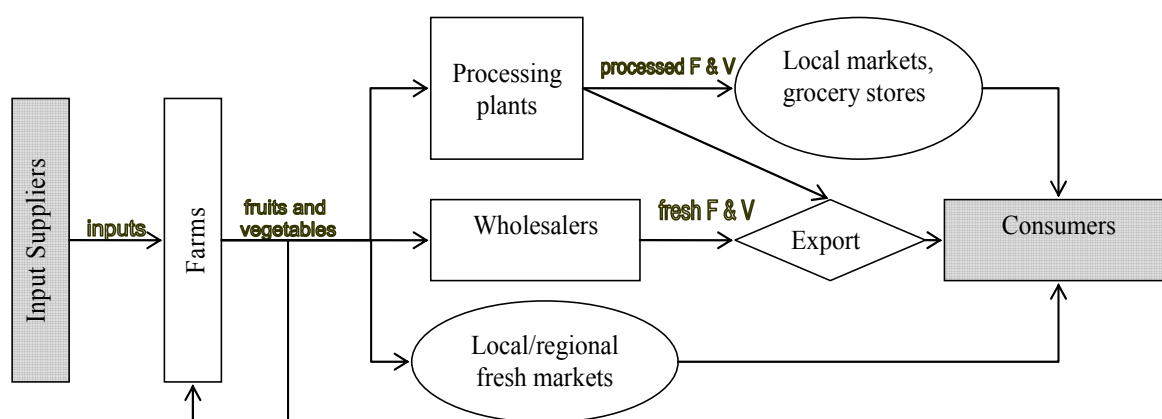 Input Suppliers
inputs
Farms
fruits and
vegetables
Processing
plants
processed F & V
Local markets,
grocery stores
Wholesalers
fresh F & V
Export
Consumers
Local/regional
fresh markets